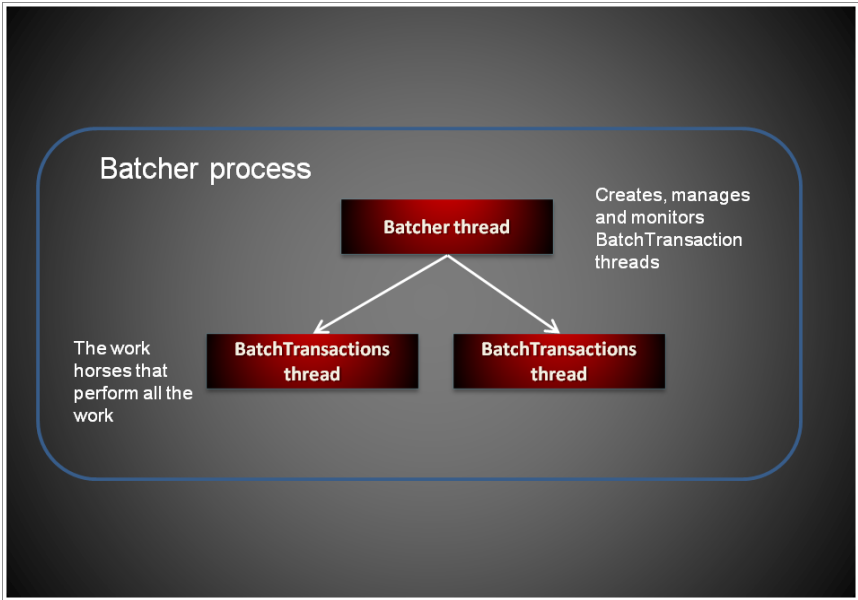 Batcher process
Batcher thread
Creates, manages
and monitors
BatchTransaction
threads
BatchTransactions
thread
BatchTransactions
thread
The work
horses that
perform all the
work